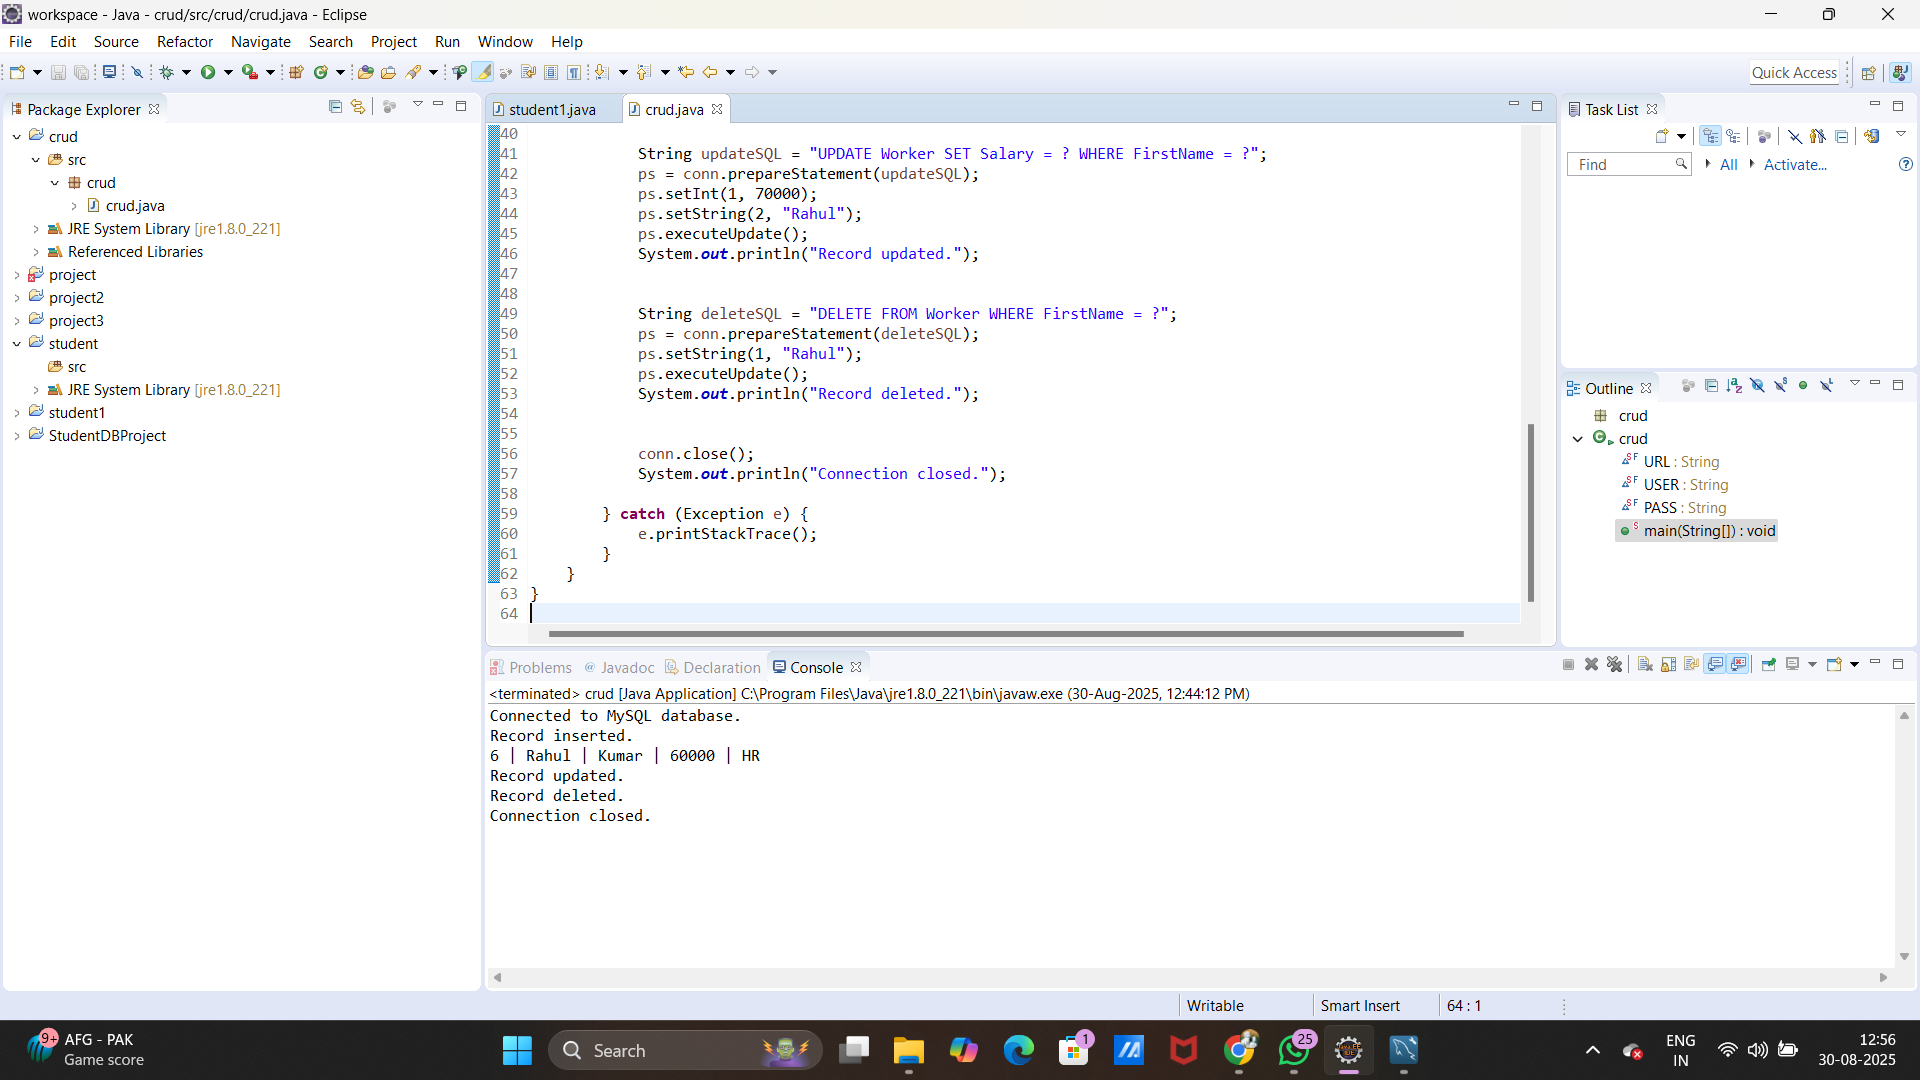 workspace - Java - crud/src/crud/crud.java - Eclipse
File Edit Source Refactor Navigate Search Project Run Window Help
Quick Access
Package Explorer
crud
src
crud
crud.java
JRE System Library [jre1.8.0_221]
Referenced Libraries
project
project2
project3
student
src
JRE System Library [jre1.8.0_221]
student1
StudentDBProject
student1.java crud.java
40
41 String updateSQL = "UPDATE Worker SET Salary = ? WHERE FirstName = ?";
42 ps = conn.prepareStatement(updateSQL);
43 ps.setInt(1, 70000);
44 ps.setString(2, "Rahul");
45 ps.executeUpdate();
46 System.out.println("Record updated.");
47
48
49 String deleteSQL = "DELETE FROM Worker WHERE FirstName = ?";
50 ps = conn.prepareStatement(deleteSQL);
51 ps.setString(1, "Rahul");
52 ps.executeUpdate();
53 System.out.println("Record deleted.");
54
55
56 conn.close();
57 System.out.println("Connection closed.");
58
59 } catch (Exception e) {
60 e.printStackTrace();
61 }
62 }
63 }
64
Task List
Find All Activate...
Outline
crud
crud
URL : String
USER : String
PASS : String
main(String[]) : void
Problems Javadoc Declaration Console
<terminated> crud [Java Application] C:\Program Files\Java\jre1.8.0_221\bin\javaw.exe (30-Aug-2025, 12:44:12 PM)
Connected to MySQL database.
Record inserted.
6 | Rahul | Kumar | 60000 | HR
Record updated.
Record deleted.
Connection closed.
Writable Smart Insert 64 : 1
9+ AFG - PAK
Game score
Search
1
25
ENG
IN
12:56
30-08-2025